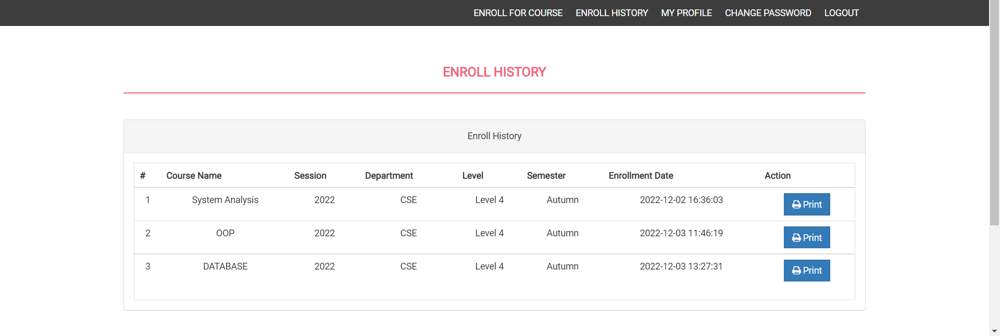 ENROLL FOR COURSE ENROLL HISTORY MY PROFILE CHANGE PASSWORD LOGOUT
ENROLL HISTORY
Enroll History
# Course Name Session Department Level Semester Enrollment Date Action
1 System Analysis 2022 CSE Level 4 Autumn 2022-12-02 16:36:03 Print
2 OOP 2022 CSE Level 4 Autumn 2022-12-03 11:46:19 Print
3 DATABASE 2022 CSE Level 4 Autumn 2022-12-03 13:27:31 Print